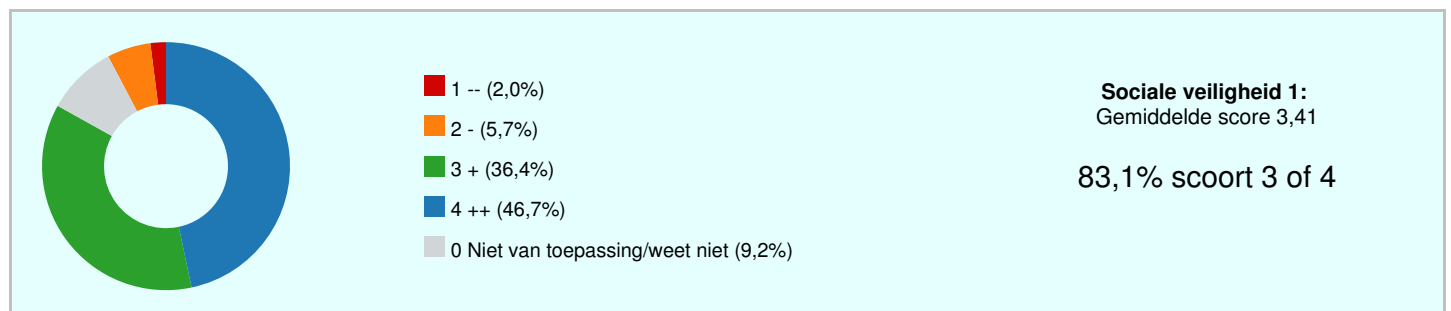 1 -- (2,0%)
2 - (5,7%)
3 + (36,4%)
4 ++ (46,7%)
0 Niet van toepassing/weet niet (9,2%)
Sociale veiligheid 1:
Gemiddelde score 3,41
83,1% scoort 3 of 4